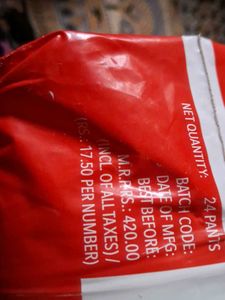 NET QUANTITY:
24 PANTS
BATCH CODE:
DATE OF MFG:
BEST BEFORE:
M.R.P. RS.: 420.00
(INCL. OF ALL TAXES) /
(RS.: 17.50 PER NUMBER)